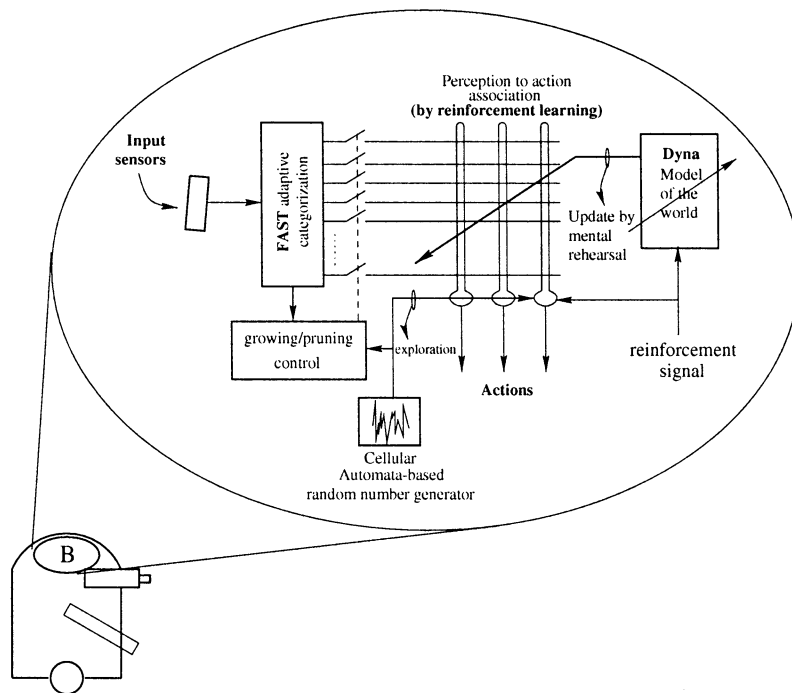 Perception to action
association
(by reinforcement learning)
Input
sensors
FAST adaptive
categorization
Dyna
Model
of the
world
Update by
mental
rehearsal
growing/pruning
control
exploration
Actions
reinforcement
signal
Cellular
Automata-based
random number generator
B